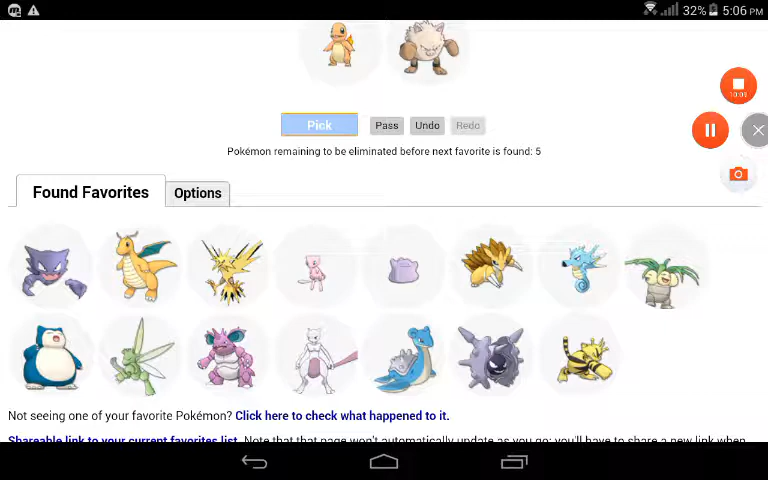 32% 5:06 PM
10:09
Pick Pass Undo Redo
Pokémon remaining to be eliminated before next favorite is found: 5
Found Favorites Options
Not seeing one of your favorite Pokémon? Click here to check what happened to it.
Shareable link to your current favorites list. Note that that page won't automatically update as you go; you'll have to share a new link when